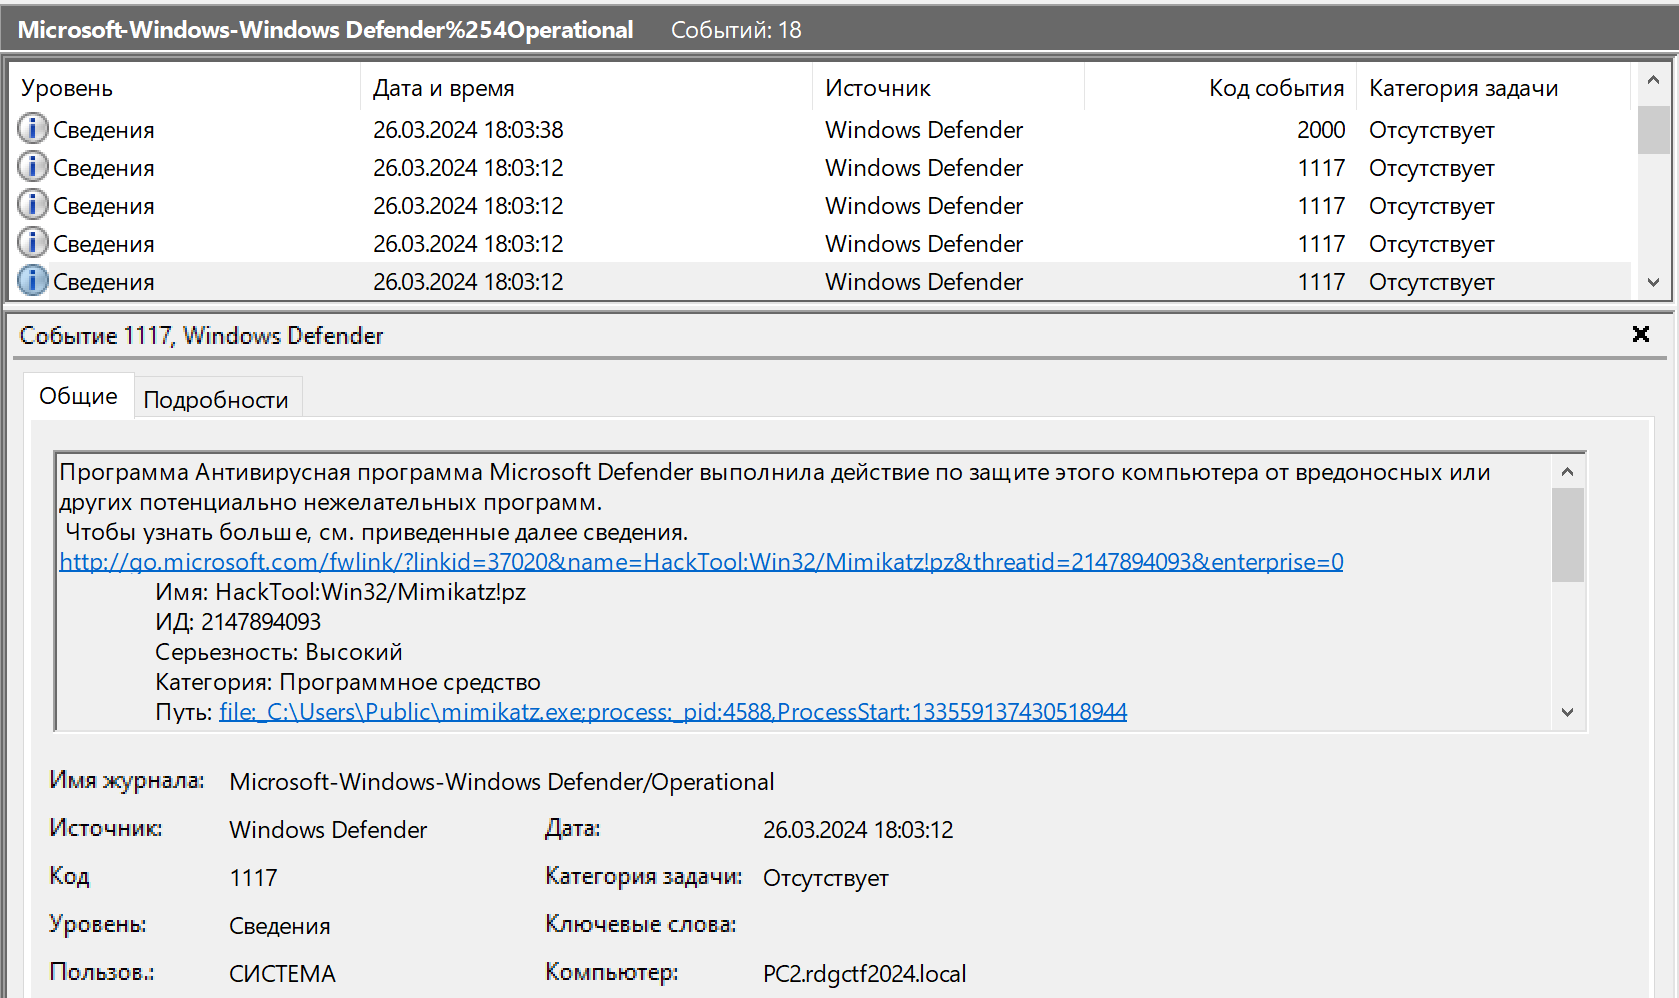 Microsoft-Windows-Windows Defender%254Operational Событий: 18
Уровень Дата и время Источник Код события Категория задачи
Сведения 26.03.2024 18:03:38 Windows Defender 2000 Отсутствует
Сведения 26.03.2024 18:03:12 Windows Defender 1117 Отсутствует
Сведения 26.03.2024 18:03:12 Windows Defender 1117 Отсутствует
Сведения 26.03.2024 18:03:12 Windows Defender 1117 Отсутствует
Сведения 26.03.2024 18:03:12 Windows Defender 1117 Отсутствует
Событие 1117, Windows Defender
Общие Подробности
Программа Антивирусная программа Microsoft Defender выполнила действие по защите этого компьютера от вредоносных или
других потенциально нежелательных программ.
Чтобы узнать больше, см. приведенные далее сведения.
http://go.microsoft.com/fwlink/?linkid=37020&name=HackTool:Win32/Mimikatz!pz&threatid=2147894093&enterprise=0
Имя: HackTool:Win32/Mimikatz!pz
ИД: 2147894093
Серьезность: Высокий
Категория: Программное средство
Путь: file:_C:\Users\Public\mimikatz.exe;process:_pid:4588,ProcessStart:133559137430518944
Имя журнала: Microsoft-Windows-Windows Defender/Operational
Источник: Windows Defender Дата: 26.03.2024 18:03:12
Код 1117 Категория задачи: Отсутствует
Уровень: Сведения Ключевые слова:
Пользов.: СИСТЕМА Компьютер: PC2.rdgctf2024.local